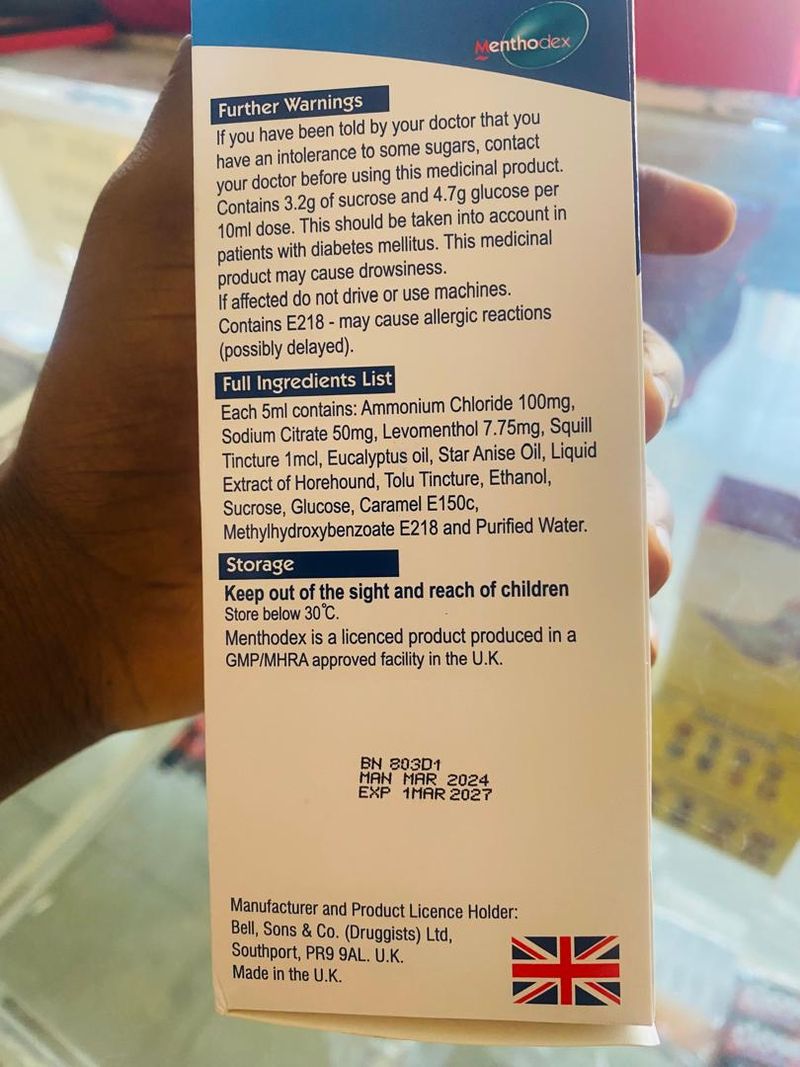 Menthodex
Further Warnings
If you have been told by your doctor that you
have an intolerance to some sugars, contact
your doctor before using this medicinal product.
Contains 3.2g of sucrose and 4.7g glucose per
10ml dose. This should be taken into account in
patients with diabetes mellitus. This medicinal
product may cause drowsiness.
If affected do not drive or use machines.
Contains E218 - may cause allergic reactions
(possibly delayed).
Full Ingredients List
Each 5ml contains: Ammonium Chloride 100mg,
Sodium Citrate 50mg, Levomenthol 7.75mg, Squill
Tincture 1mcl, Eucalyptus oil, Star Anise Oil, Liquid
Extract of Horehound, Tolu Tincture, Ethanol,
Sucrose, Glucose, Caramel E150c,
Methylhydroxybenzoate E218 and Purified Water.
Storage
Keep out of the sight and reach of children
Store below 30℃.
Menthodex is a licenced product produced in a
GMP/MHRA approved facility in the U.K.
BN 803D1
MAN MAR 2024
EXP 1MAR 2027
Manufacturer and Product Licence Holder:
Bell, Sons & Co. (Druggists) Ltd,
Southport, PR9 9AL. U.K.
Made in the U.K.